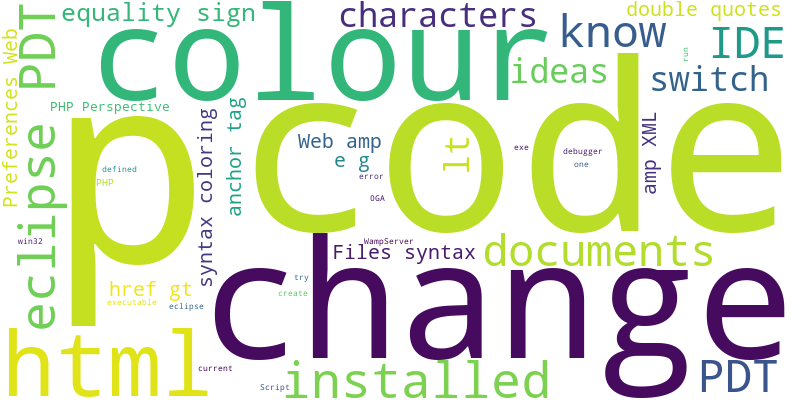 equality sign
characters
double quotes
colour
know
IDE
eclipse PDT
Preferences Web
ideas
switch
PHP Perspective
p
code
syntax coloring
anchor tag
Web amp
e g
lt
amp XML
run
exe
debugger
one
defined
PHP
error
OGA
win32
WampServer
Files syntax
documents
change
href gt
executable
eclipse
try
create
html
current
Script
installed
PDT